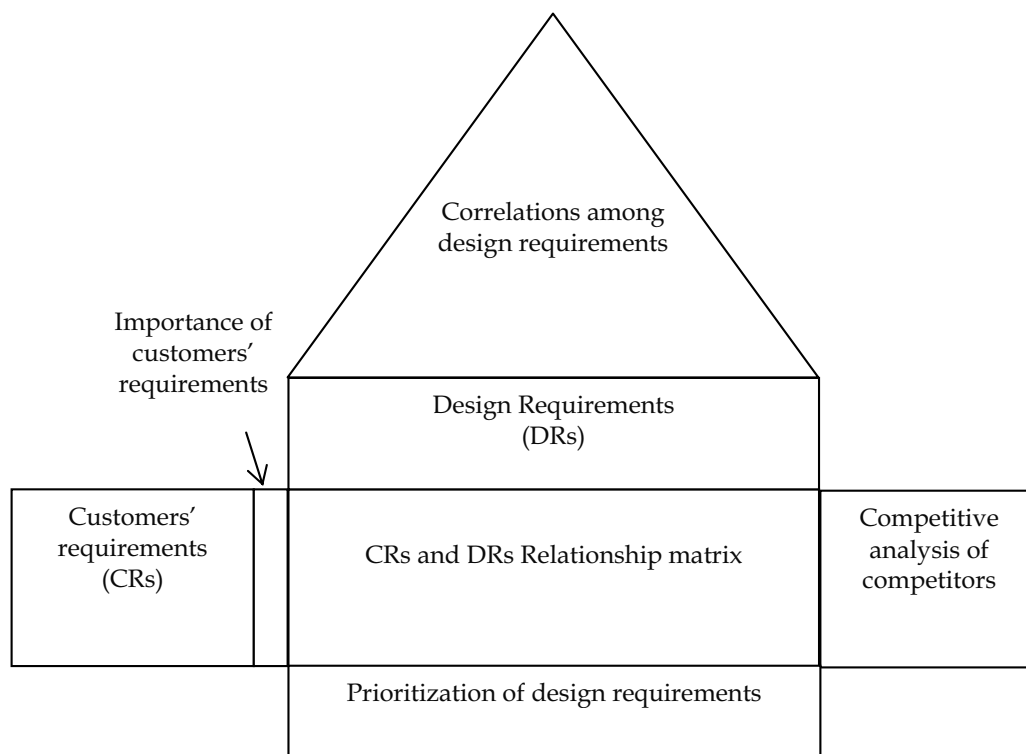 Correlations among
design requirements
Importance of
customers’
requirements
Design Requirements
(DRs)
Customers’
requirements
(CRs)
CRs and DRs Relationship matrix
Competitive
analysis of
competitors
Prioritization of design requirements